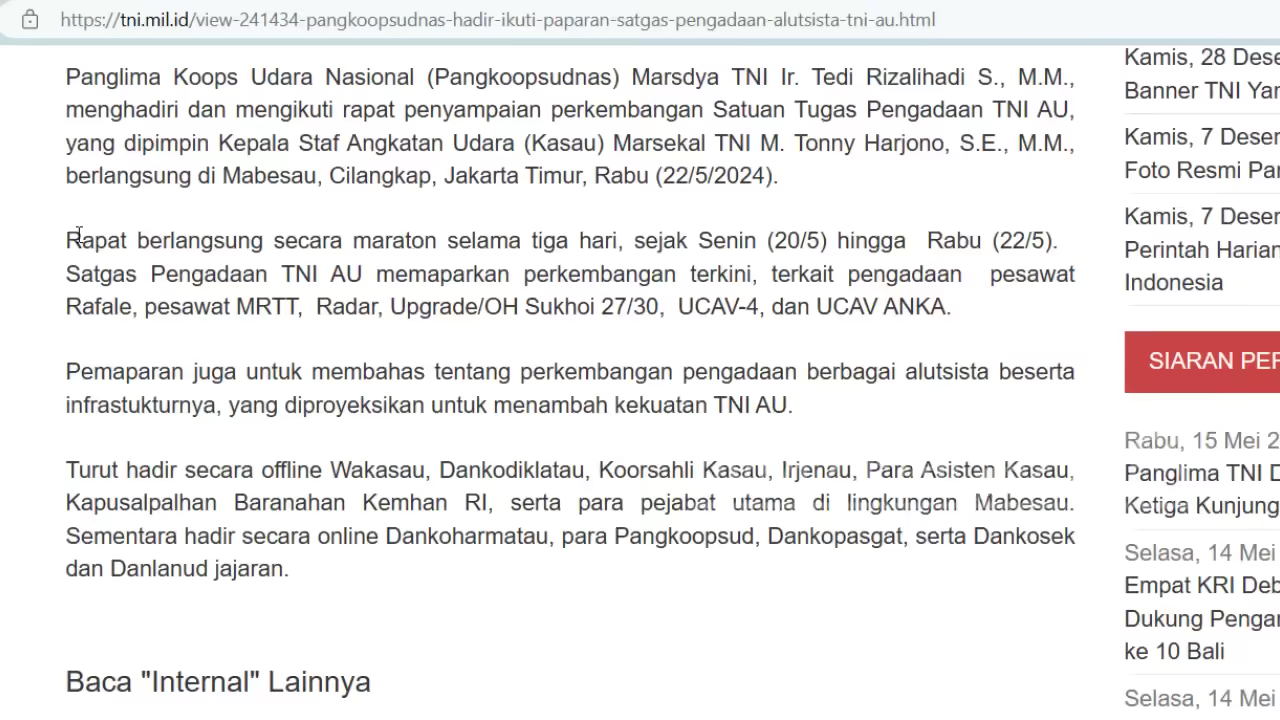 https://tni.mil.id/view-241434-pangkoopsudnas-hadir-ikuti-paparan-satgas-pengadaan-alutsista-tni-au.html
Panglima Koops Udara Nasional (Pangkoopsudnas) Marsdya TNI Ir. Tedi Rizalihadi S., M.M.,
menghadiri dan mengikuti rapat penyampaian perkembangan Satuan Tugas Pengadaan TNI AU,
yang dipimpin Kepala Staf Angkatan Udara (Kasau) Marsekal TNI M. Tonny Harjono, S.E., M.M.,
berlangsung di Mabesau, Cilangkap, Jakarta Timur, Rabu (22/5/2024).
Rapat berlangsung secara maraton selama tiga hari, sejak Senin (20/5) hingga Rabu (22/5).
Satgas Pengadaan TNI AU memaparkan perkembangan terkini, terkait pengadaan pesawat
Rafale, pesawat MRTT, Radar, Upgrade/OH Sukhoi 27/30, UCAV-4, dan UCAV ANKA.
Pemaparan juga untuk membahas tentang perkembangan pengadaan berbagai alutsista beserta
infrastukturnya, yang diproyeksikan untuk menambah kekuatan TNI AU.
Turut hadir secara offline Wakasau, Dankodiklatau, Koorsahli Kasau, Irjenau, Para Asisten Kasau,
Kapusalpalhan Baranahan Kemhan RI, serta para pejabat utama di lingkungan Mabesau.
Sementara hadir secara online Dankoharmatau, para Pangkoopsud, Dankopasgat, serta Dankosek
dan Danlanud jajaran.
Baca "Internal" Lainnya
Kamis, 28 Dese
Banner TNI Yan
Kamis, 7 Desem
Foto Resmi Pan
Kamis, 7 Desem
Perintah Harian
Indonesia
SIARAN PER
Rabu, 15 Mei 2
Panglima TNI D
Ketiga Kunjung
Selasa, 14 Mei
Empat KRI Deb
Dukung Pengan
ke 10 Bali
Selasa, 14 Mei